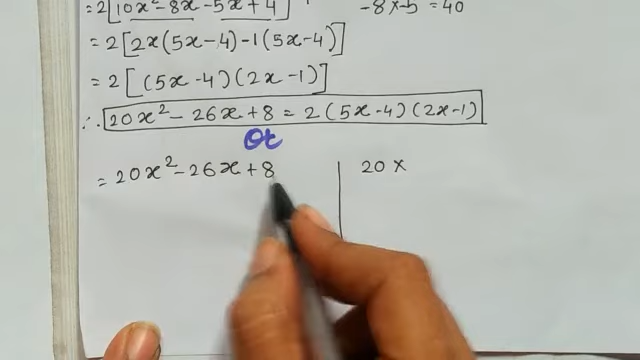 = 2[10x² - 8x - 5x + 4]
-8 x -5 = 40
= 2[2x(5x-4)-1(5x-4)]
= 2[(5x-4)(2x-1)]
∴ 20x² - 26x + 8 = 2(5x-4)(2x-1)
Or
= 20x² - 26x + 8
20 x